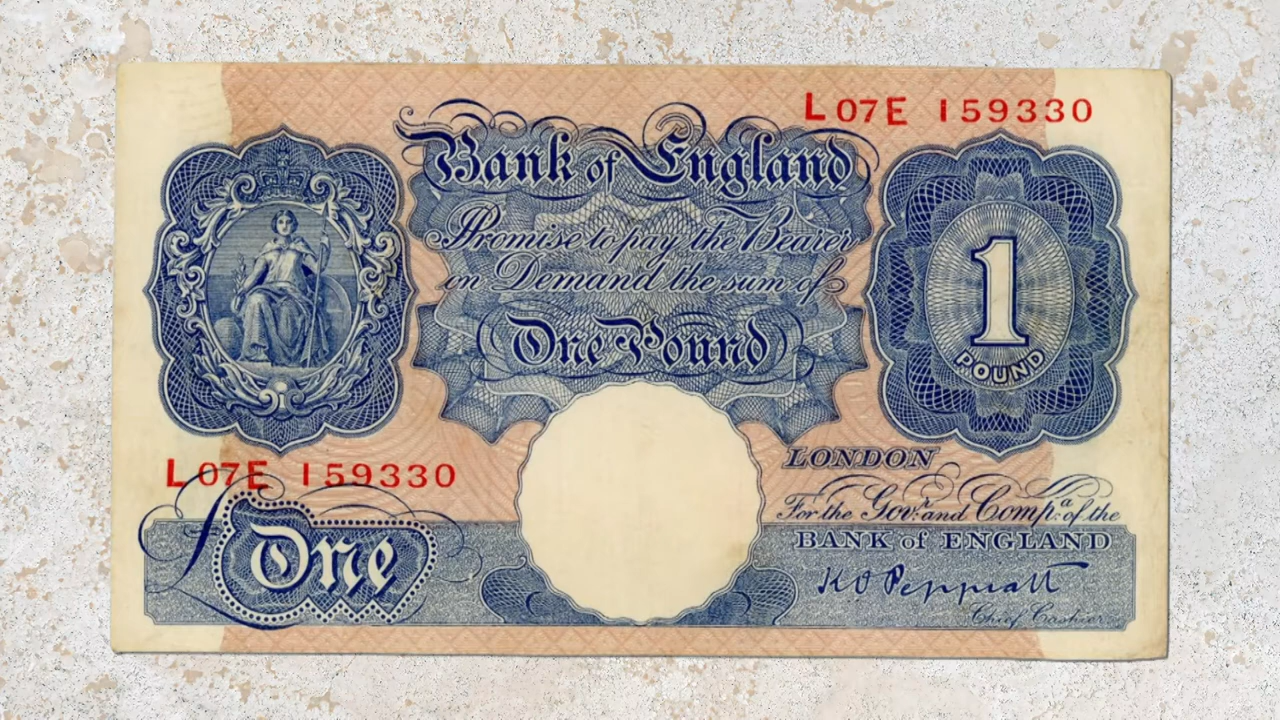 L07E 159330
Bank of England
Promise to pay the Bearer
on Demand the sum of
One Pound
1
POUND
L07E 159330
LONDON
For the Govr. and Compa. of the
BANK of ENGLAND
One
K O Peppiatt
Chief Cashier